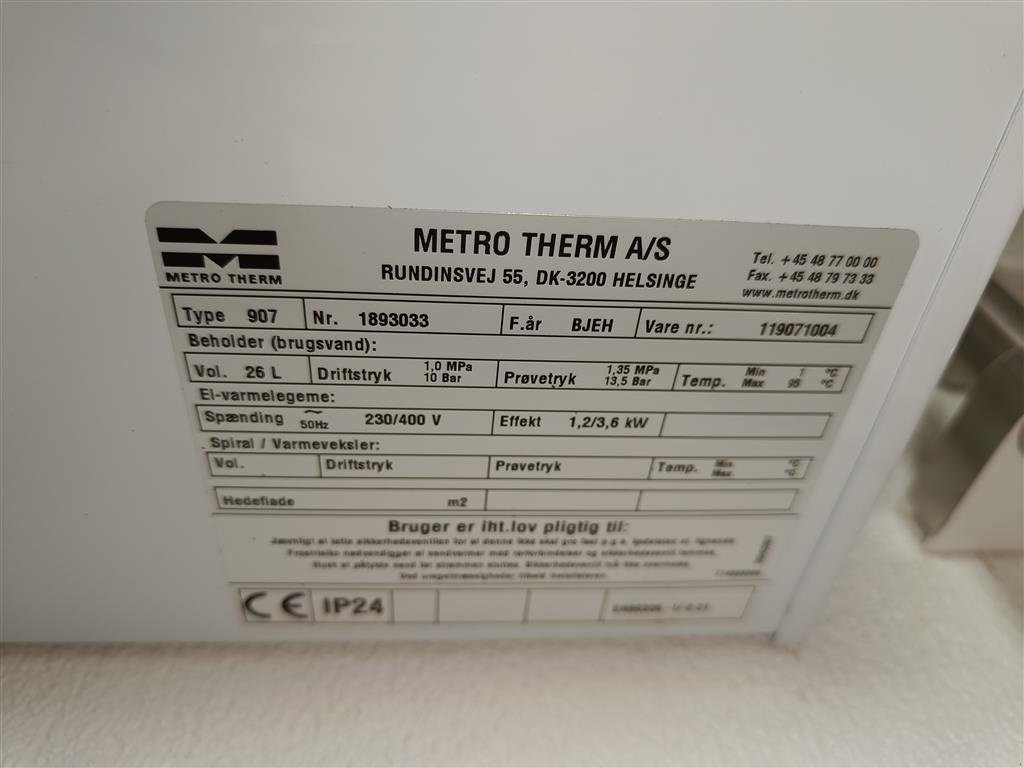 METRO THERM
METRO THERM A/S
RUNDINSVEJ 55, DK-3200 HELSINGE
Tel. +45 48 77 00 00
Fax. +45 48 79 73 33
www.metrotherm.dk
Type 907 Nr. 1893033 F.år BJEH Vare nr.: 119071004
Beholder (brugsvand):
Vol. 26 L Driftstryk 1,0 MPa 10 Bar Prøvetryk 1,35 MPa 13,5 Bar Temp. Min 1 °C Max 95 °C
El-varmelegeme:
Spænding ~ 50Hz 230/400 V Effekt 1,2/3,6 kW
Spiral / Varmeveksler:
Vol. Driftstryk Prøvetryk Temp. Min. °C Max. °C
Hedeflade m2
Bruger er iht.lov pligtig til:
CE IP24